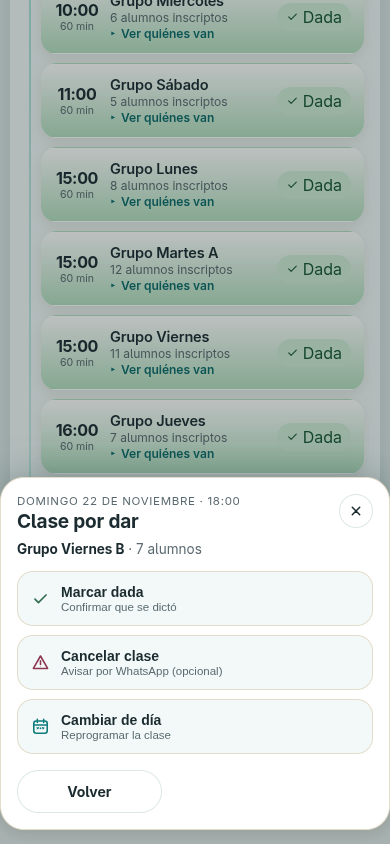 10:00
Grupo Miércoles
60 min
6 alumnos inscriptos
‣ Ver quiénes van
✓ Dada
11:00
Grupo Sábado
60 min
5 alumnos inscriptos
‣ Ver quiénes van
✓ Dada
15:00
Grupo Lunes
60 min
8 alumnos inscriptos
‣ Ver quiénes van
✓ Dada
15:00
Grupo Martes A
60 min
12 alumnos inscriptos
‣ Ver quiénes van
✓ Dada
15:00
Grupo Viernes
60 min
11 alumnos inscriptos
‣ Ver quiénes van
✓ Dada
16:00
Grupo Jueves
60 min
7 alumnos inscriptos
‣ Ver quiénes van
✓ Dada
DOMINGO 22 DE NOVIEMBRE · 18:00
Clase por dar
Grupo Viernes B · 7 alumnos
Marcar dada
Confirmar que se dictó
Cancelar clase
Avisar por WhatsApp (opcional)
Cambiar de día
Reprogramar la clase
Volver